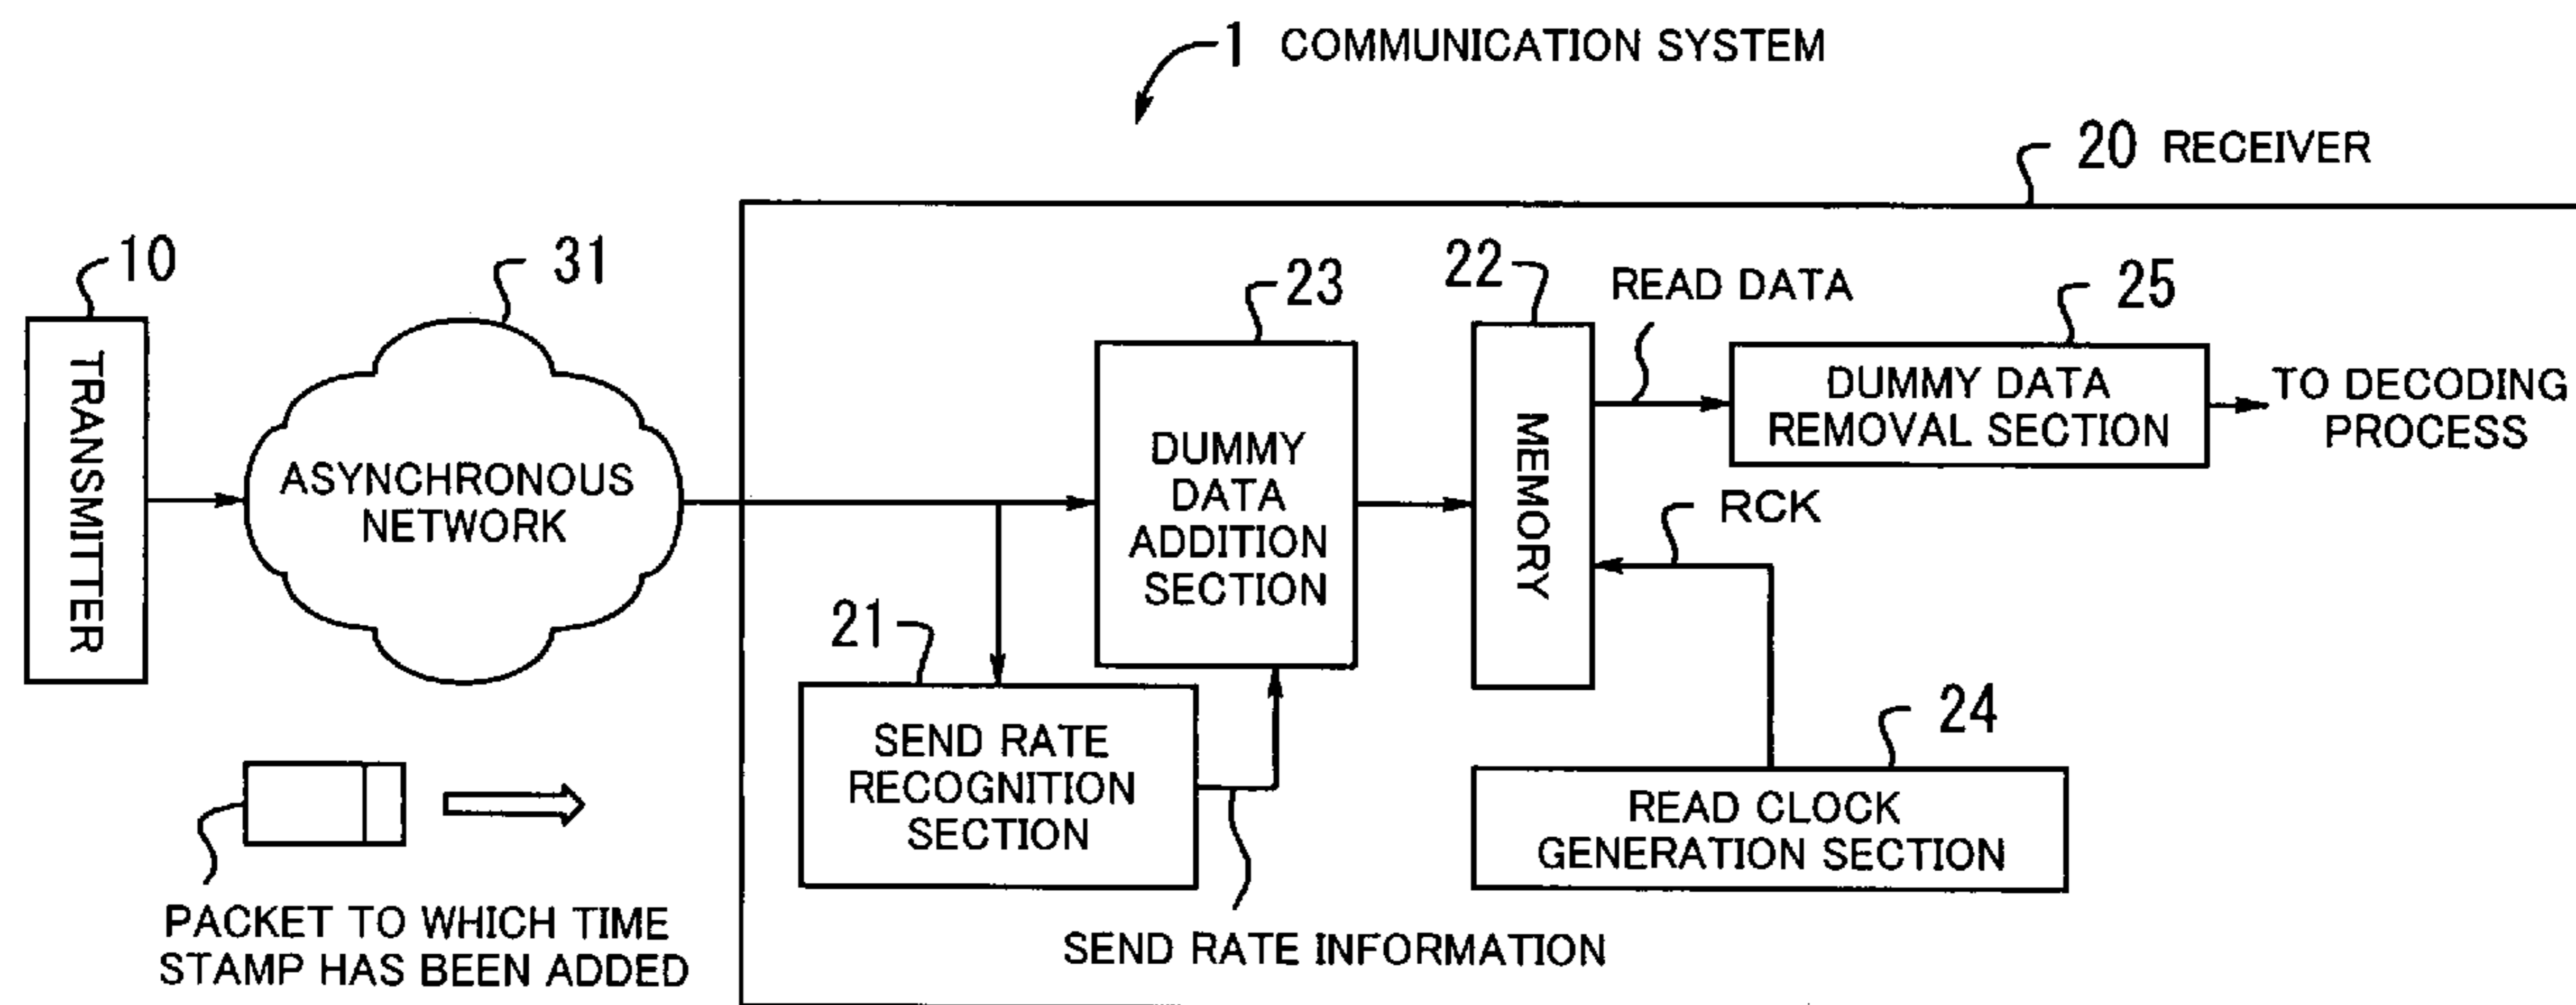 1 COMMUNICATION SYSTEM
20 RECEIVER
10
31
23
22
READ DATA
25
TRANSMITTER
ASYNCHRONOUS
NETWORK
DUMMY
DATA
ADDITION
SECTION
MEMORY
DUMMY DATA
REMOVAL SECTION
TO DECODING
PROCESS
RCK
21
SEND RATE
RECOGNITION
SECTION
24
READ CLOCK
GENERATION SECTION
PACKET TO WHICH TIME
STAMP HAS BEEN ADDED
SEND RATE INFORMATION